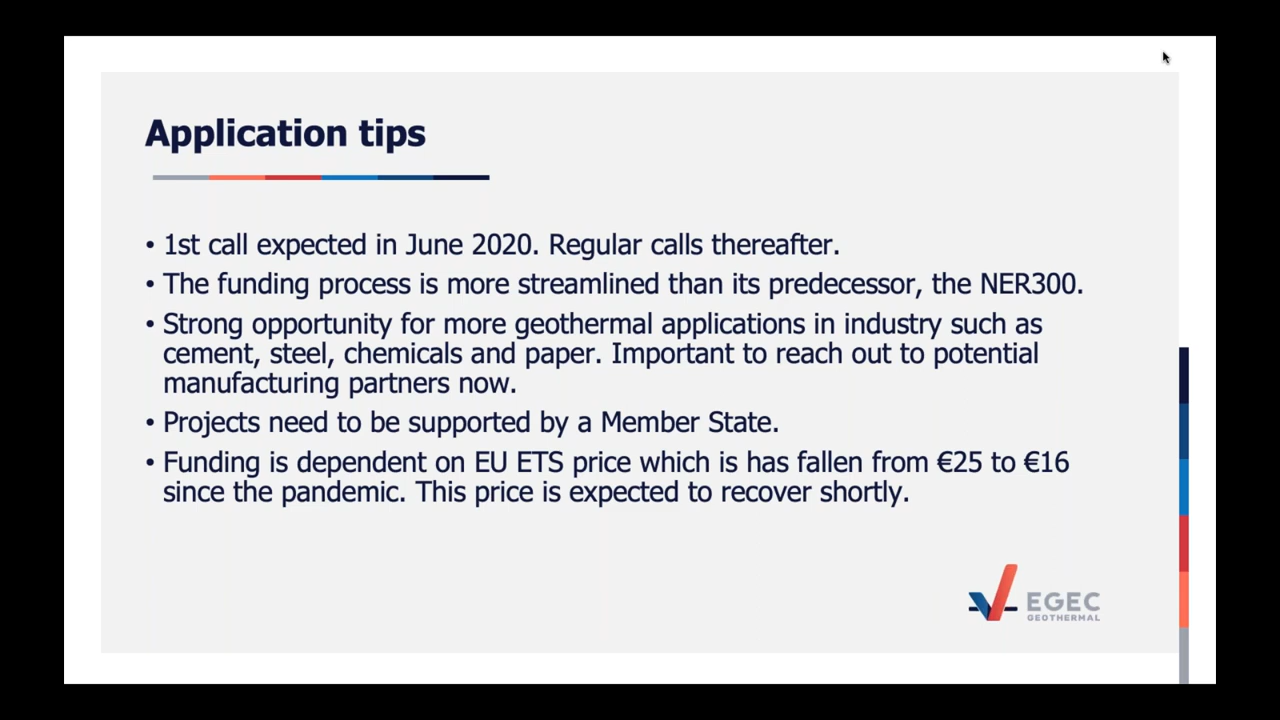 Application tips
• 1st call expected in June 2020. Regular calls thereafter.
• The funding process is more streamlined than its predecessor, the NER300.
• Strong opportunity for more geothermal applications in industry such as
cement, steel, chemicals and paper. Important to reach out to potential
manufacturing partners now.
• Projects need to be supported by a Member State.
• Funding is dependent on EU ETS price which is has fallen from €25 to €16
since the pandemic. This price is expected to recover shortly.
EGEC
GEOTHERMAL